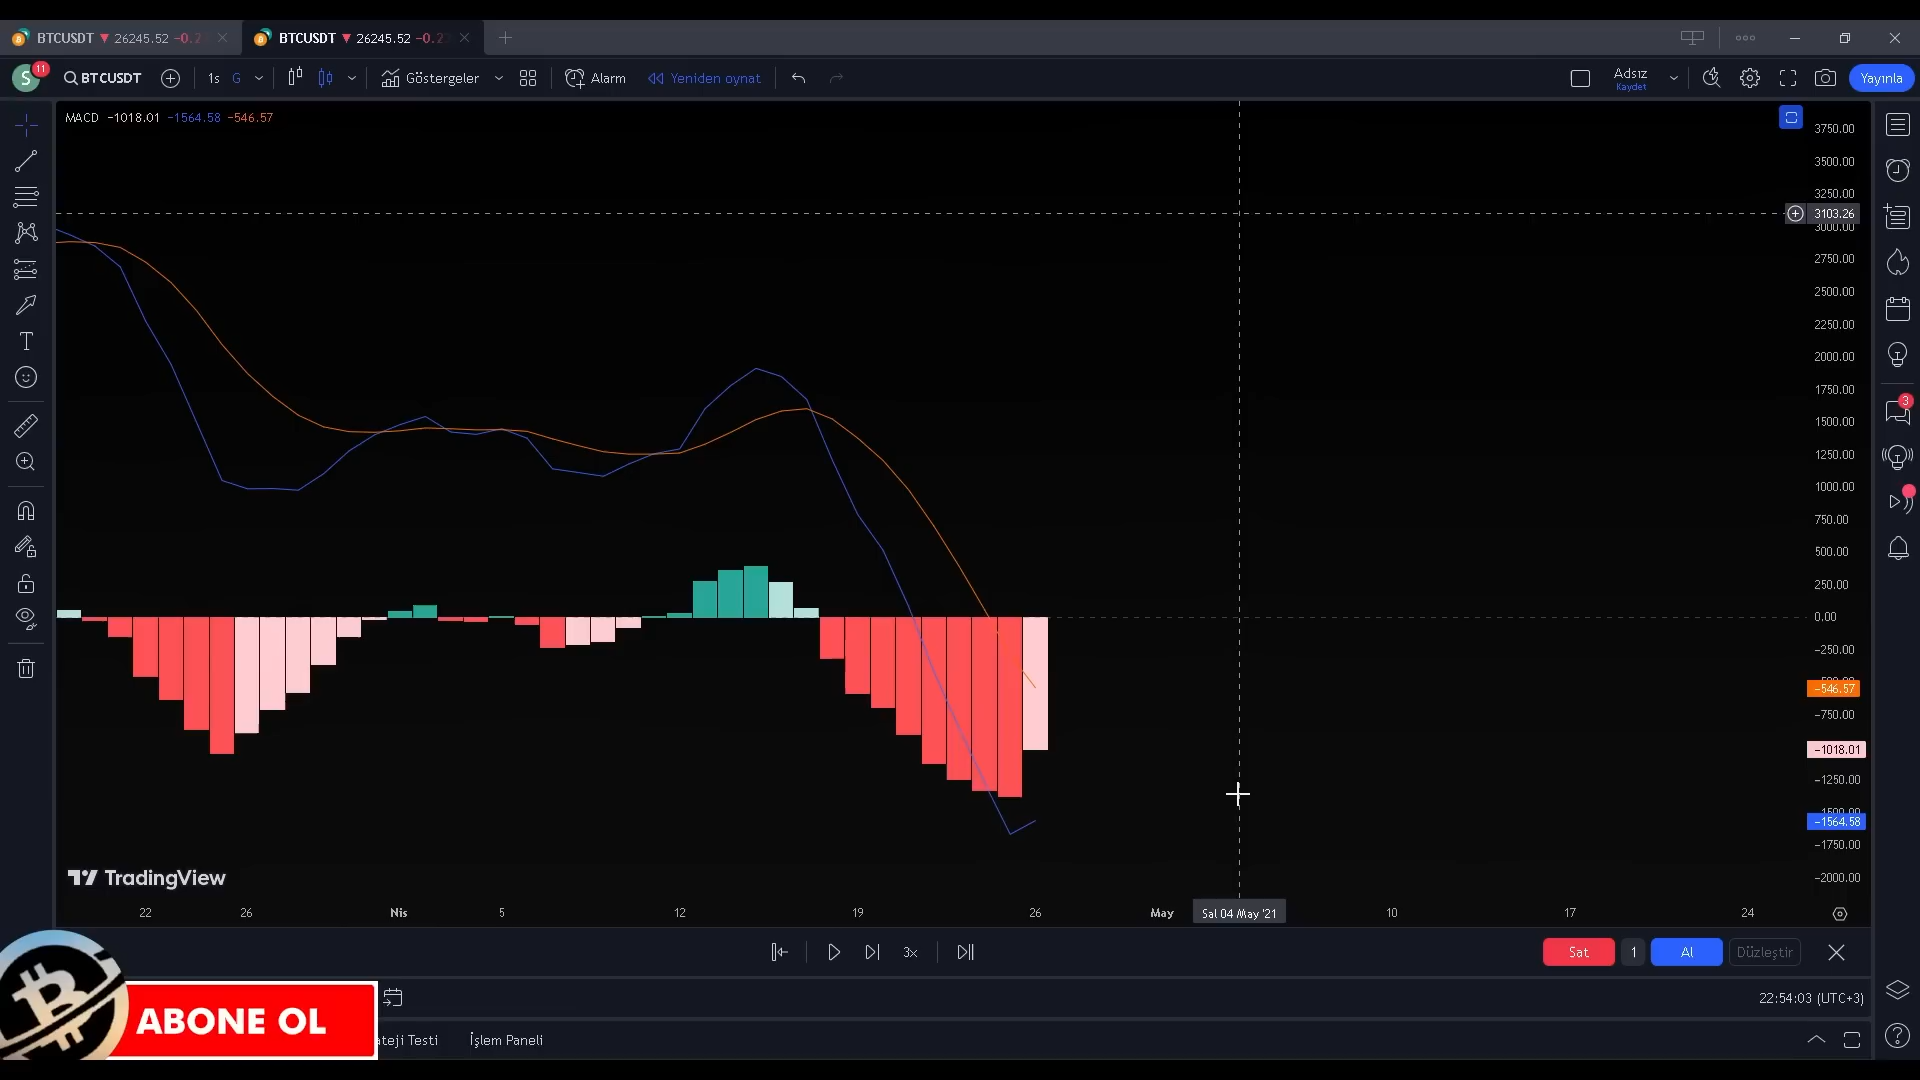 BTCUSDT ▼ 26245.52 −0.2
BTCUSDT ▼ 26245.52 −0.2
S 11 BTCUSDT 1s G Göstergeler Alarm Yeniden oynat Adsız Kaydet Yayınla
MACD −1018.01 −1564.58 −546.57
3750.00
3500.00
3250.00
3103.26
3000.00
2750.00
2500.00
2250.00
2000.00
1750.00
1500.00
1250.00
1000.00
750.00
500.00
250.00
0.00
−250.00
−546.57
−750.00
−1018.01
−1250.00
−1564.58
−1750.00
−2000.00
3
TradingView
22 26 Nis 5 12 19 26 May Sal 04 May '21 10 17 24
3x Sat 1 Al Düzleştir
22:54:03 (UTC+3)
ABONE OL
ateji Testi İşlem Paneli